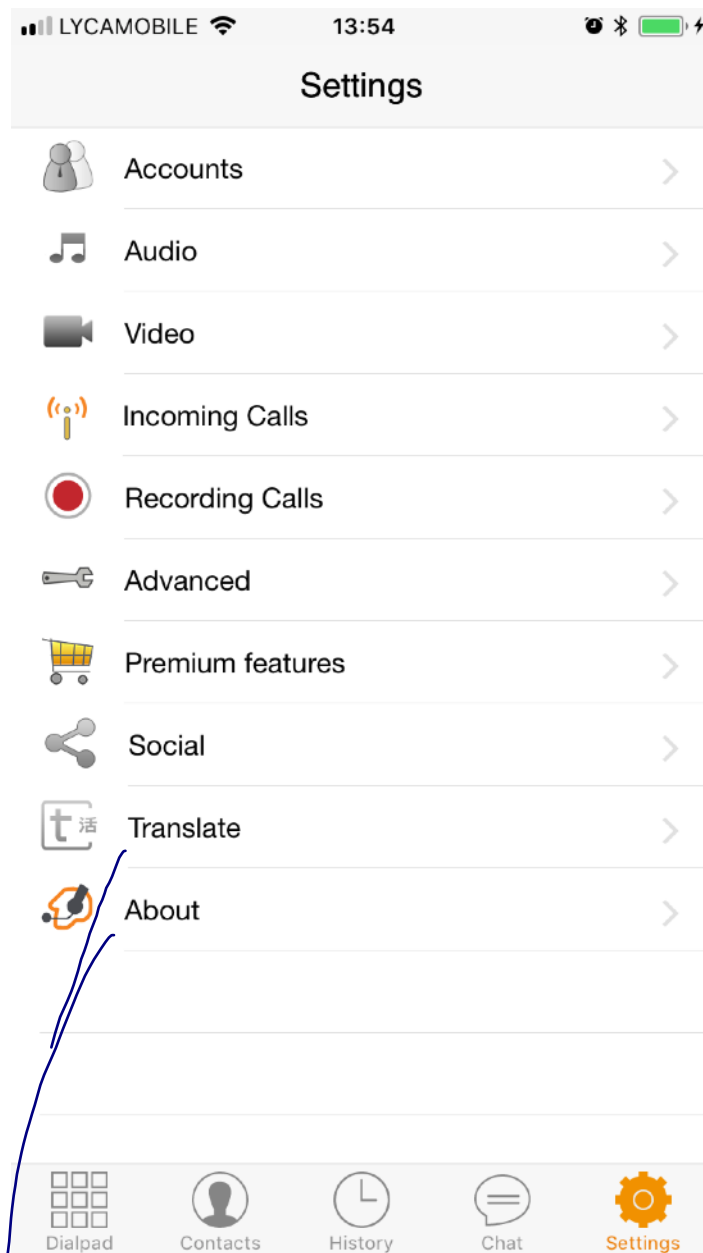 LYCAMOBILE 13:54
Settings
Accounts
Audio
Video
Incoming Calls
Recording Calls
Advanced
Premium features
Social
t 活 Translate
About
Dialpad Contacts History Chat Settings